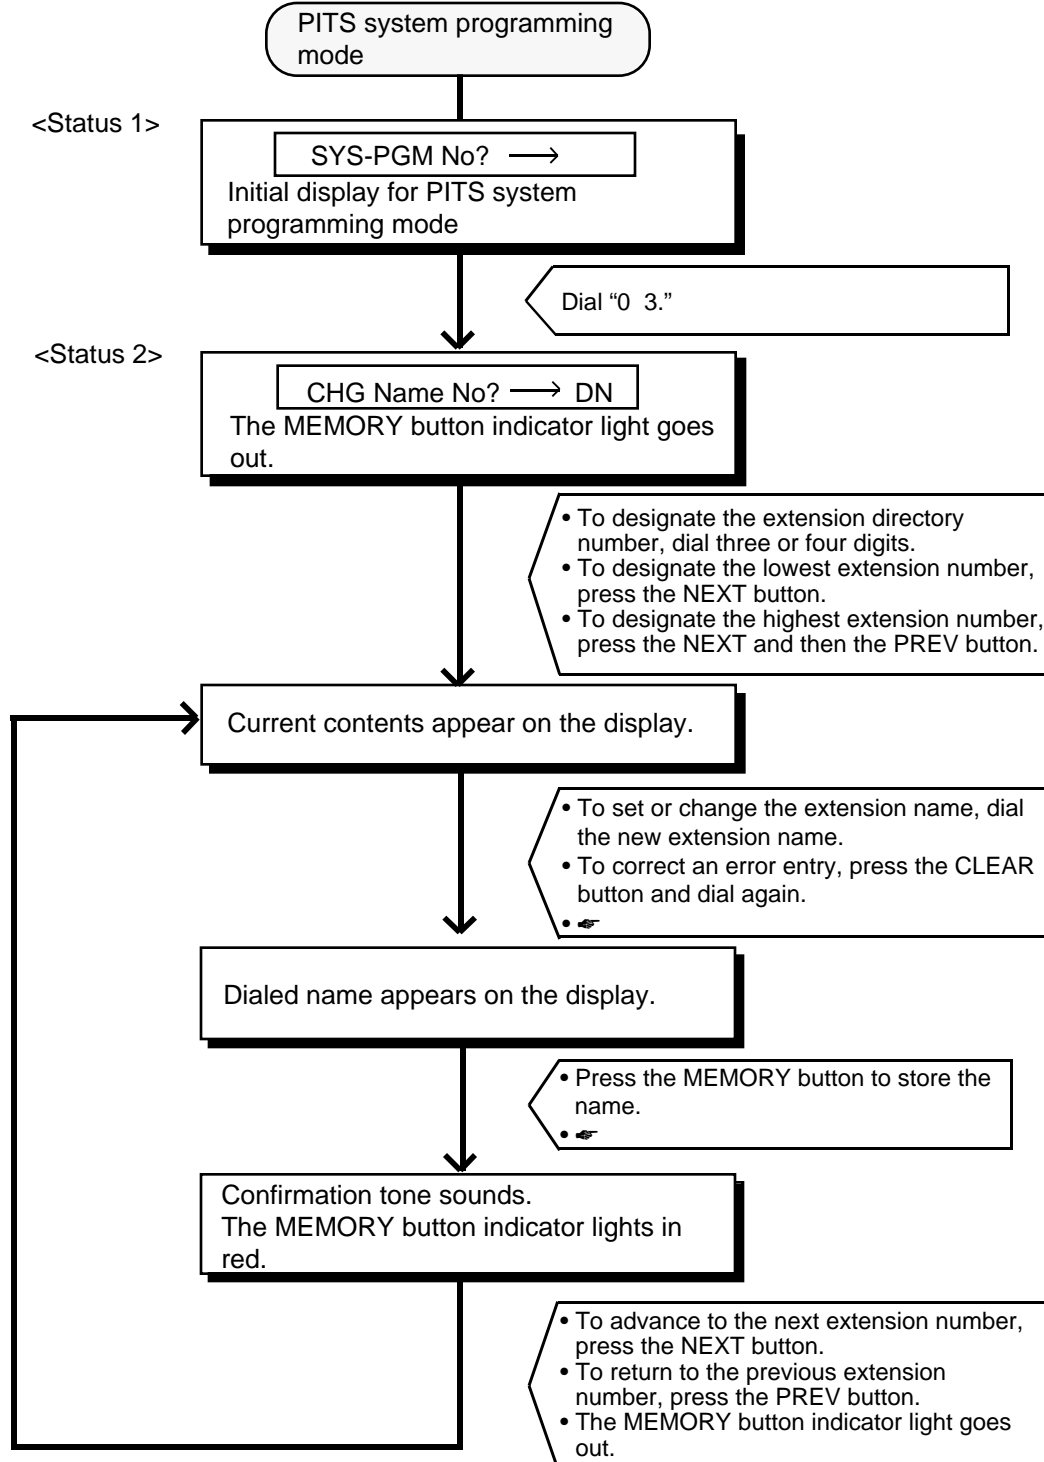 PITS system programming
mode
<Status 1>
SYS-PGM No? ⟶
Initial display for PITS system
programming mode
Dial “0  3.”
<Status 2>
CHG Name No? ⟶ DN
The MEMORY button indicator light goes
out.
• To designate the extension directory
number, dial three or four digits.
• To designate the lowest extension number,
press the NEXT button.
• To designate the highest extension number,
press the NEXT and then the PREV button.
Current contents appear on the display.
• To set or change the extension name, dial
the new extension name.
• To correct an error entry, press the CLEAR
button and dial again.
• ☛
Dialed name appears on the display.
• Press the MEMORY button to store the
name.
• ☛
Confirmation tone sounds.
The MEMORY button indicator lights in
red.
• To advance to the next extension number,
press the NEXT button.
• To return to the previous extension
number, press the PREV button.
• The MEMORY button indicator light goes
out.